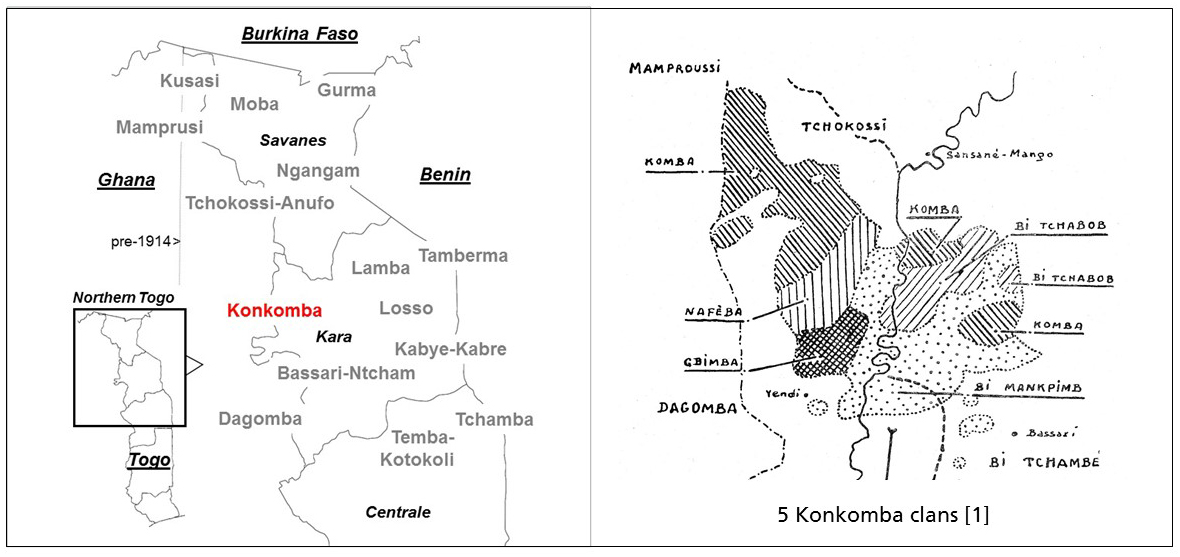 Burkina Faso
Kusasi
Moba
Gurma
Mamprusi
Savanes
Ngangam
Ghana
Benin
Tchokossi-Anufo
pre-1914>
Tamberma
Lamba
Northern Togo
Konkomba
Losso
Kara
Kabye-Kabre
Bassari-Ntcham
Dagomba
Tchamba
Temba-
Kotokoli
Togo
Centrale
MAMPROUSSI
TCHOKOSSI
Sansané-Mango
KOMBA
KOMBA
Bi TCHABOB
Bi TCHABOB
NAFÈBA
KOMBA
GBIMBA
Yendi
Bi MANKPIMB
DAGOMBA
Bassari
Bi TCHAMBÉ
5 Konkomba clans [1]